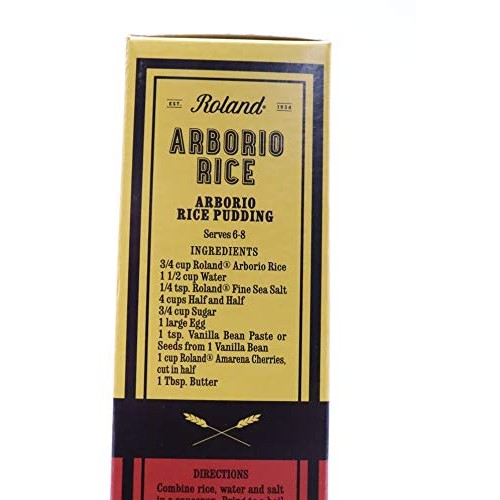 EST. Roland® 1934
ARBORIO
RICE
ARBORIO
RICE PUDDING
Serves 6-8
INGREDIENTS
3/4 cup Roland® Arborio Rice
1 1/2 cup Water
1/4 tsp. Roland® Fine Sea Salt
4 cups Half and Half
3/4 cup Sugar
1 large Egg
1 tsp. Vanilla Bean Paste or
Seeds from 1 Vanilla Bean
1 cup Roland® Amarena Cherries,
cut in half
1 Tbsp. Butter
DIRECTIONS
Combine rice, water and salt